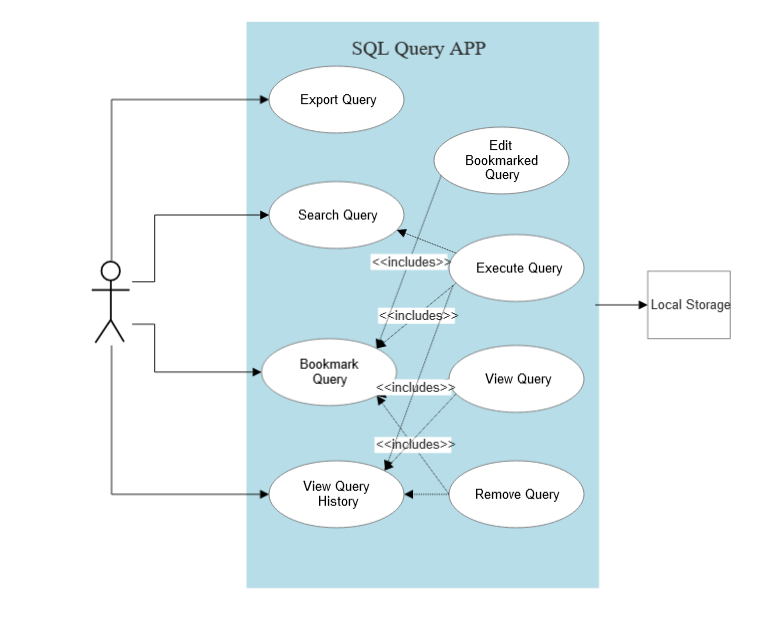 SQL Query APP
Export Query
Edit
Bookmarked
Query
Search Query
<<includes>>
Execute Query
<<includes>>
Local Storage
Bookmark
Query
View Query
<<includes>>
<<includes>>
View Query
History
Remove Query